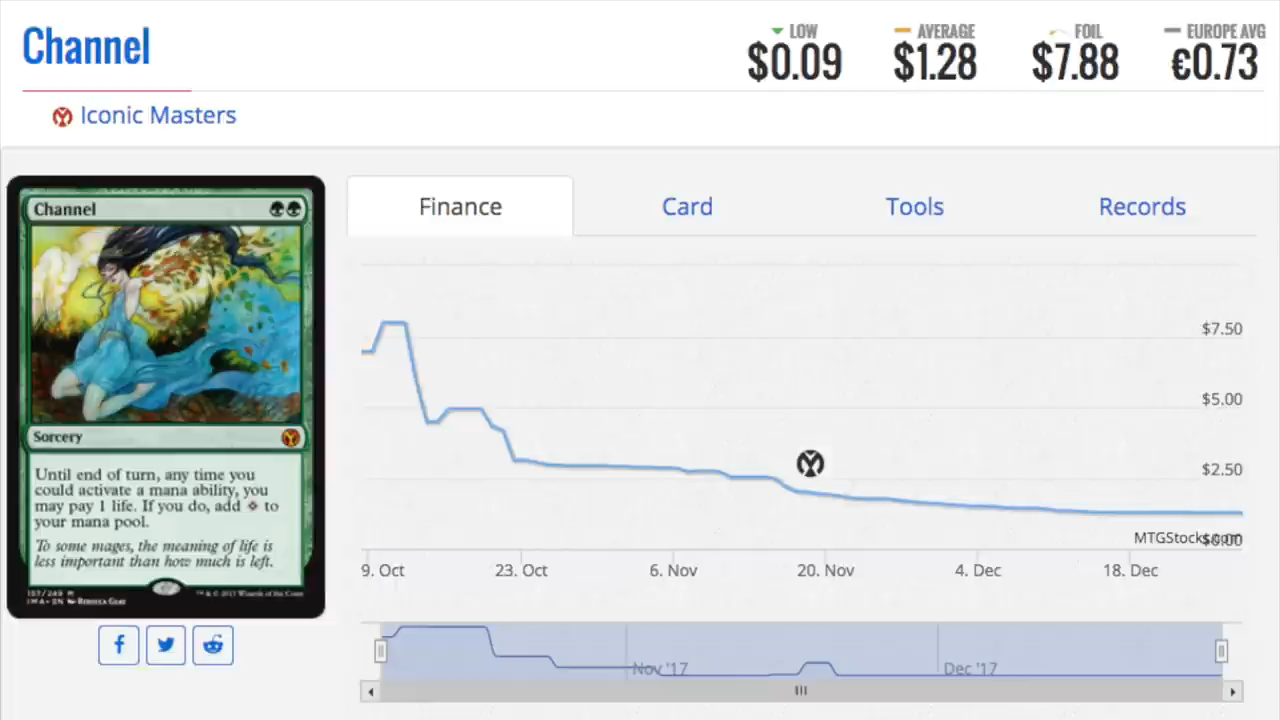 Channel
LOW
$0.09
AVERAGE
$1.28
FOIL
$7.88
EUROPE AVG
€0.73
Iconic Masters
Channel
Sorcery
Until end of turn, any time you
could activate a mana ability, you
may pay 1 life. If you do, add to
your mana pool.
To some mages, the meaning of life is
less important than how much is left.
Finance
Card
Tools
Records
$7.50
$5.00
$2.50
$0.00
MTGStocks.com
9. Oct
23. Oct
6. Nov
20. Nov
4. Dec
18. Dec
Nov '17
Dec '17